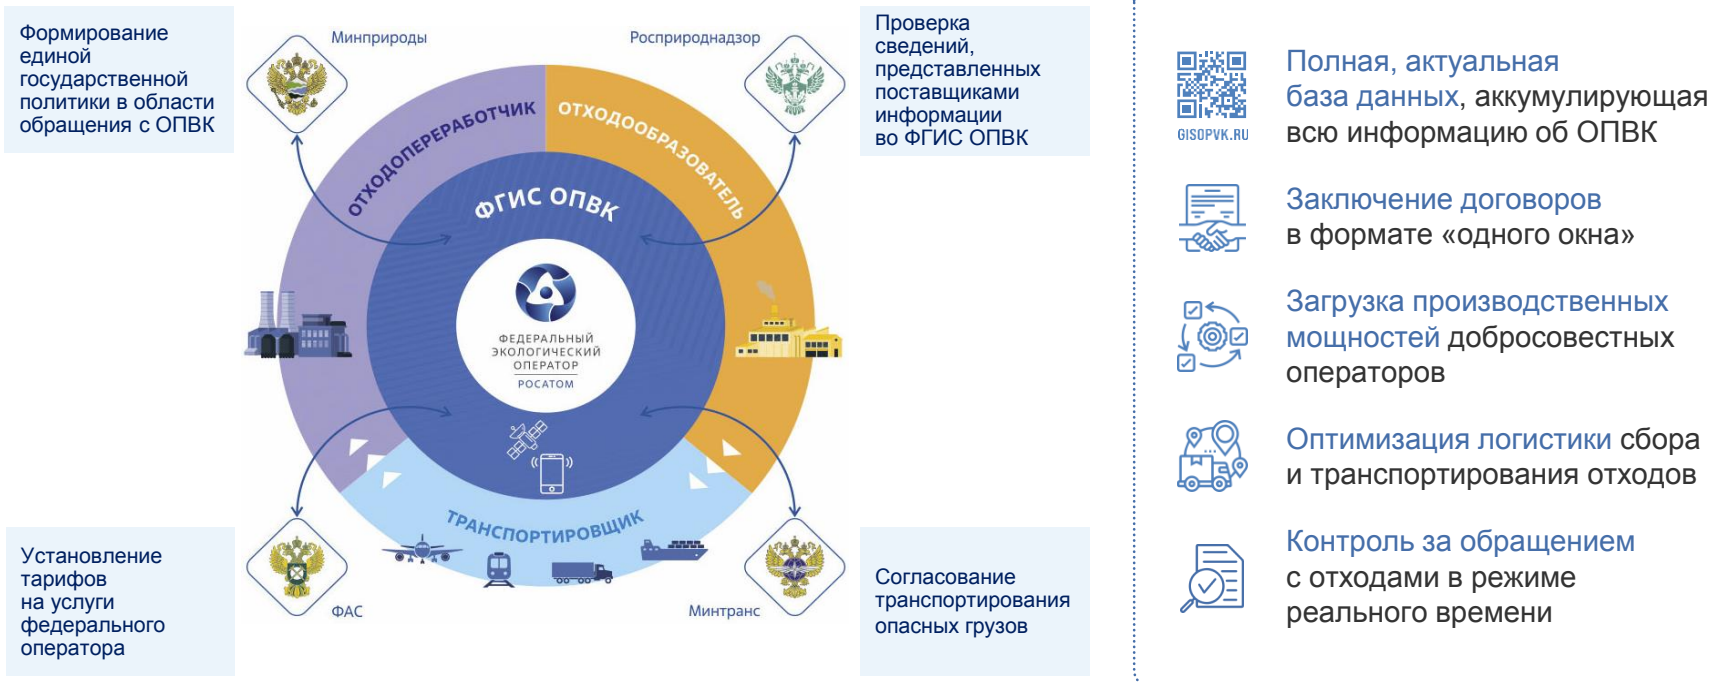 Формирование
единой
государственной
политики в области
обращения с ОПВК
Минприроды
Росприроднадзор
Проверка
сведений,
представленных
поставщиками
информации
во ФГИС ОПВК
ОТХОДОПЕРЕРАБОТЧИК
ОТХОДООБРАЗОВАТЕЛЬ
ФГИС ОПВК
ФЕДЕРАЛЬНЫЙ
ЭКОЛОГИЧЕСКИЙ
ОПЕРАТОР
РОСАТОМ
ТРАНСПОРТИРОВЩИК
Установление
тарифов
на услуги
федерального
оператора
ФАС
Минтранс
Согласование
транспортирования
опасных грузов
GISOPVK.RU
Полная, актуальная
база данных, аккумулирующая
всю информацию об ОПВК
Заключение договоров
в формате «одного окна»
Загрузка производственных
мощностей добросовестных
операторов
Оптимизация логистики сбора
и транспортирования отходов
Контроль за обращением
с отходами в режиме
реального времени